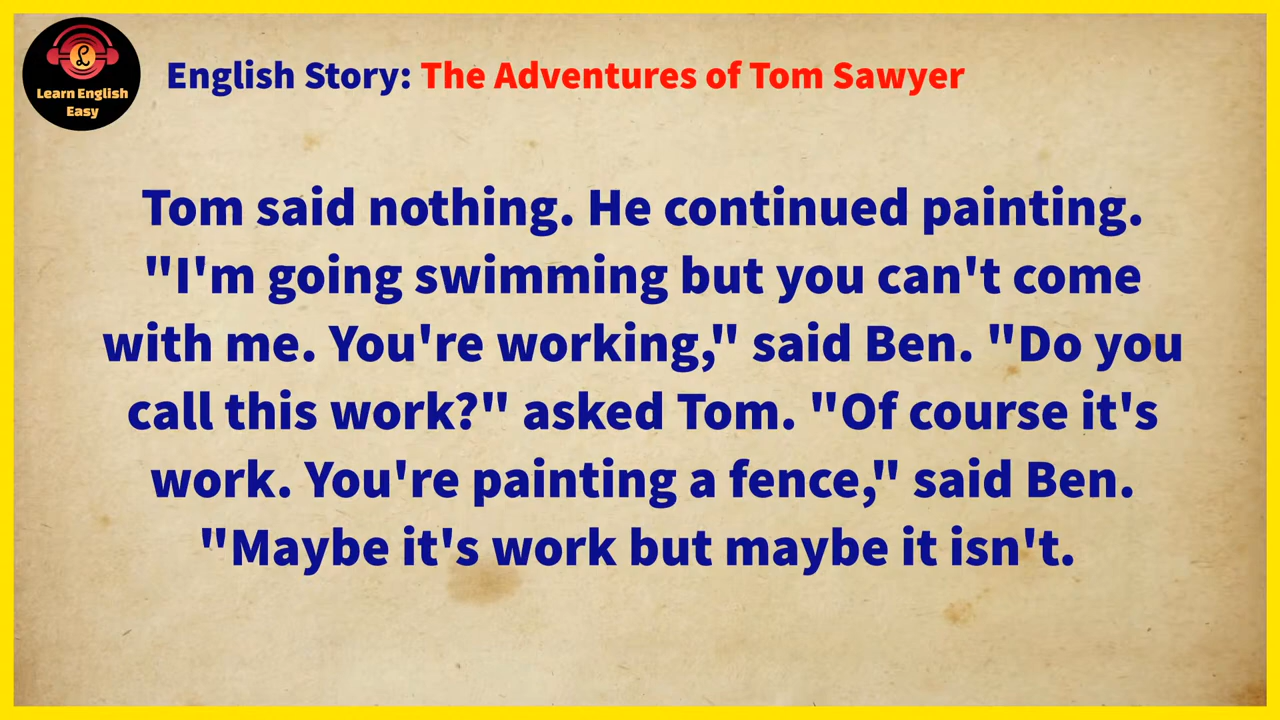 Learn English
Easy
English Story: The Adventures of Tom Sawyer
Tom said nothing. He continued painting.
"I'm going swimming but you can't come
with me. You're working," said Ben. "Do you
call this work?" asked Tom. "Of course it's
work. You're painting a fence," said Ben.
"Maybe it's work but maybe it isn't.